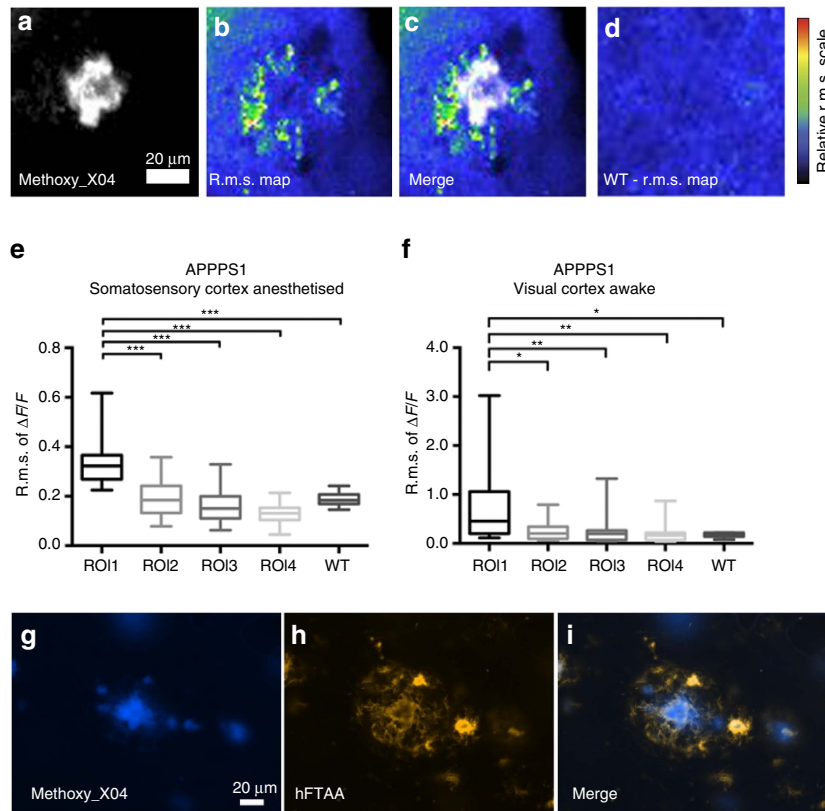 a
b
c
d
Methoxy_X04
20 μm
R.m.s. map
Merge
WT - r.m.s. map
Relative r.m.s. scale
e
APPPS1
Somatosensory cortex anesthetised
***
***
***
***
R.m.s. of ΔF/F
0.8
0.6
0.4
0.2
0.0
ROI1 ROI2 ROI3 ROI4 WT
f
APPPS1
Visual cortex awake
*
**
**
*
R.m.s. of ΔF/F
4.0
3.0
2.0
1.0
0.0
ROI1 ROI2 ROI3 ROI4 WT
g
h
i
Methoxy_X04
20 μm
hFTAA
Merge